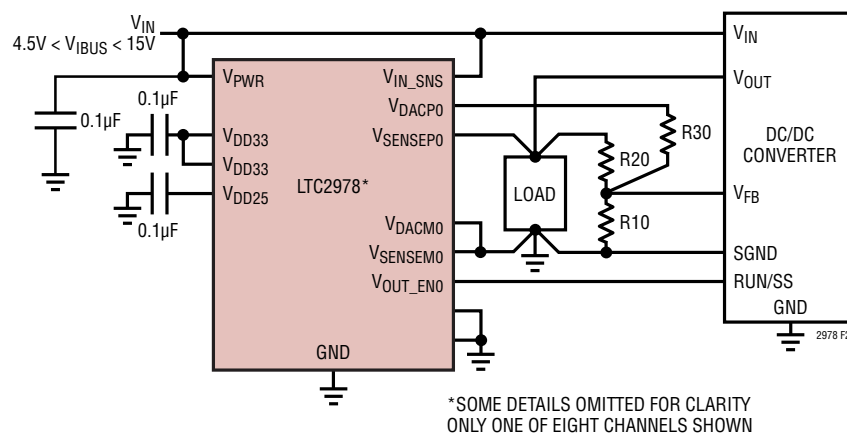 VIN
4.5V < VIBUS < 15V
0.1µF
0.1µF
0.1µF
VPWR
VDD33
VDD33
VDD25
LTC2978*
VIN_SNS
VDACP0
VSENSEP0
VDACM0
VSENSEM0
VOUT_EN0
GND
LOAD
R20
R30
R10
VIN
VOUT
DC/DC
CONVERTER
VFB
SGND
RUN/SS
GND
2978 F2
*SOME DETAILS OMITTED FOR CLARITY
ONLY ONE OF EIGHT CHANNELS SHOWN